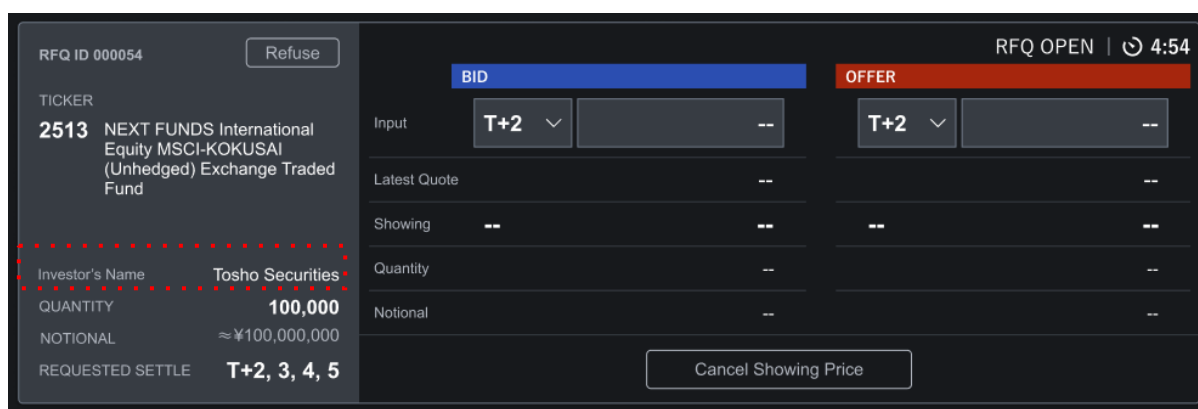 RFQ ID 000054 Refuse
TICKER
2513 NEXT FUNDS International
Equity MSCI-KOKUSAI
(Unhedged) Exchange Traded
Fund
Investor's Name Tosho Securities
QUANTITY 100,000
NOTIONAL ≈¥100,000,000
REQUESTED SETTLE T+2, 3, 4, 5
RFQ OPEN | 4:54
BID OFFER
Input T+2 -- T+2 --
Latest Quote -- --
Showing -- -- -- --
Quantity -- --
Notional -- --
Cancel Showing Price